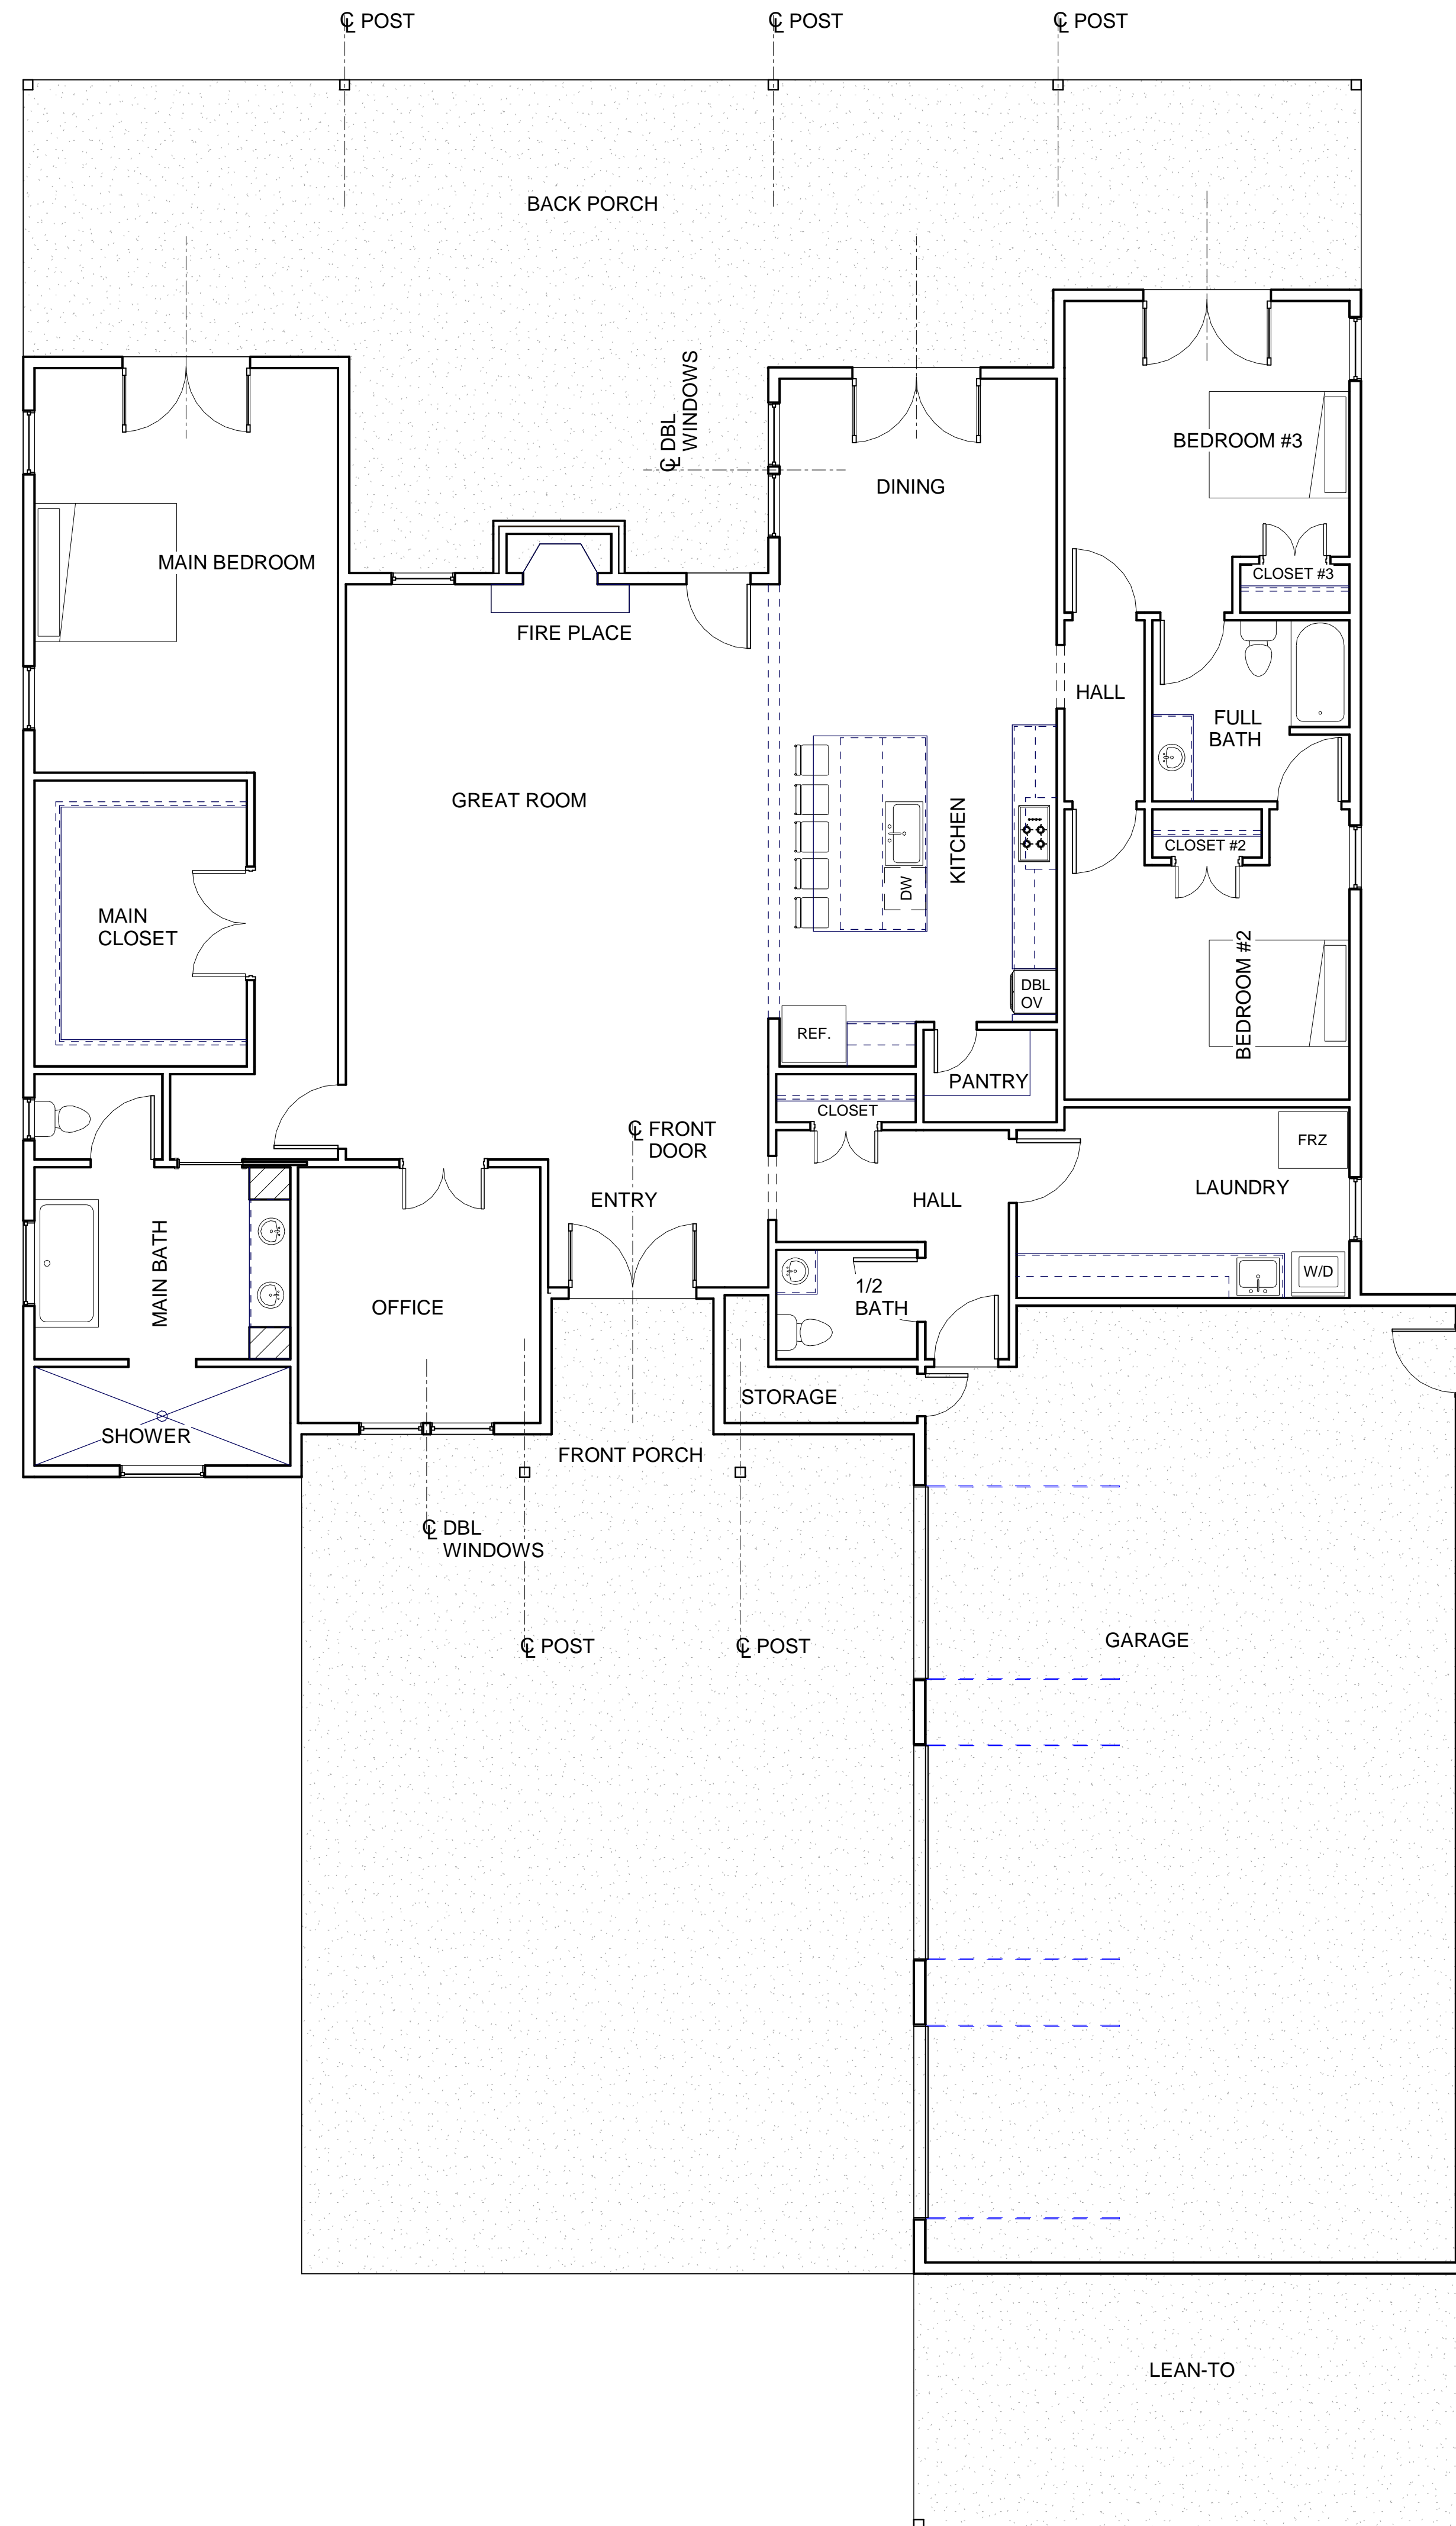 ℄ POST
℄ POST
℄ POST
BACK PORCH
℄ DBL
WINDOWS
BEDROOM #3
DINING
MAIN BEDROOM
CLOSET #3
FIRE PLACE
HALL
FULL
BATH
GREAT ROOM
KITCHEN
CLOSET #2
DW
MAIN
CLOSET
BEDROOM #2
DBL
OV
REF.
PANTRY
CLOSET
℄ FRONT
DOOR
FRZ
LAUNDRY
ENTRY
HALL
MAIN BATH
W/D
1/2
BATH
OFFICE
STORAGE
SHOWER
FRONT PORCH
℄ DBL
WINDOWS
℄ POST
℄ POST
GARAGE
LEAN-TO